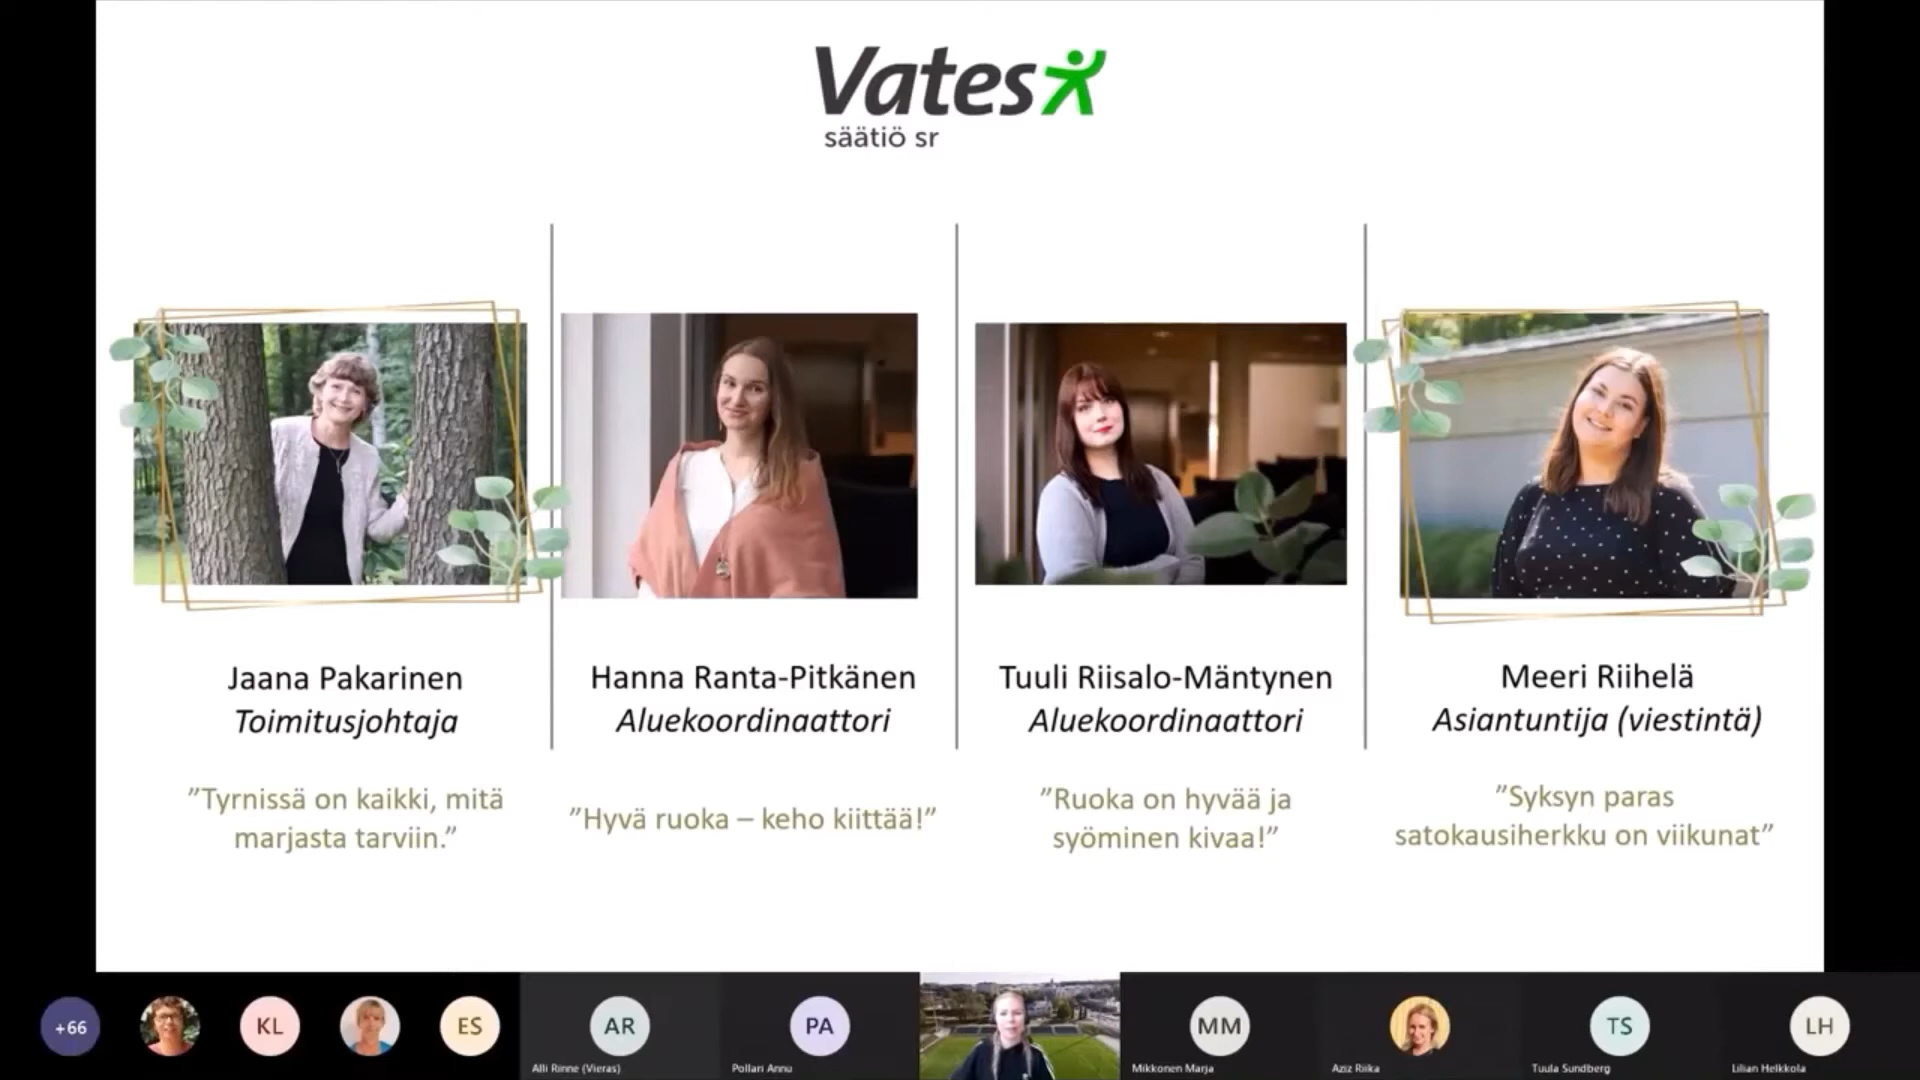 Vates
säätiö sr
Jaana Pakarinen
Toimitusjohtaja
”Tyrnissä on kaikki, mitä
marjasta tarviin.”
Hanna Ranta-Pitkänen
Aluekoordinaattori
”Hyvä ruoka – keho kiittää!”
Tuuli Riisalo-Mäntynen
Aluekoordinaattori
”Ruoka on hyvää ja
syöminen kivaa!”
Meeri Riihelä
Asiantuntija (viestintä)
”Syksyn paras
satokausiherkku on viikunat”
+66
KL
ES
AR
Alli Rinne (Vieras)
PA
Pollari Annu
MM
Mikkonen Marja
Aziz Riika
TS
Tuula Sundberg
LH
Lilian Helkkola